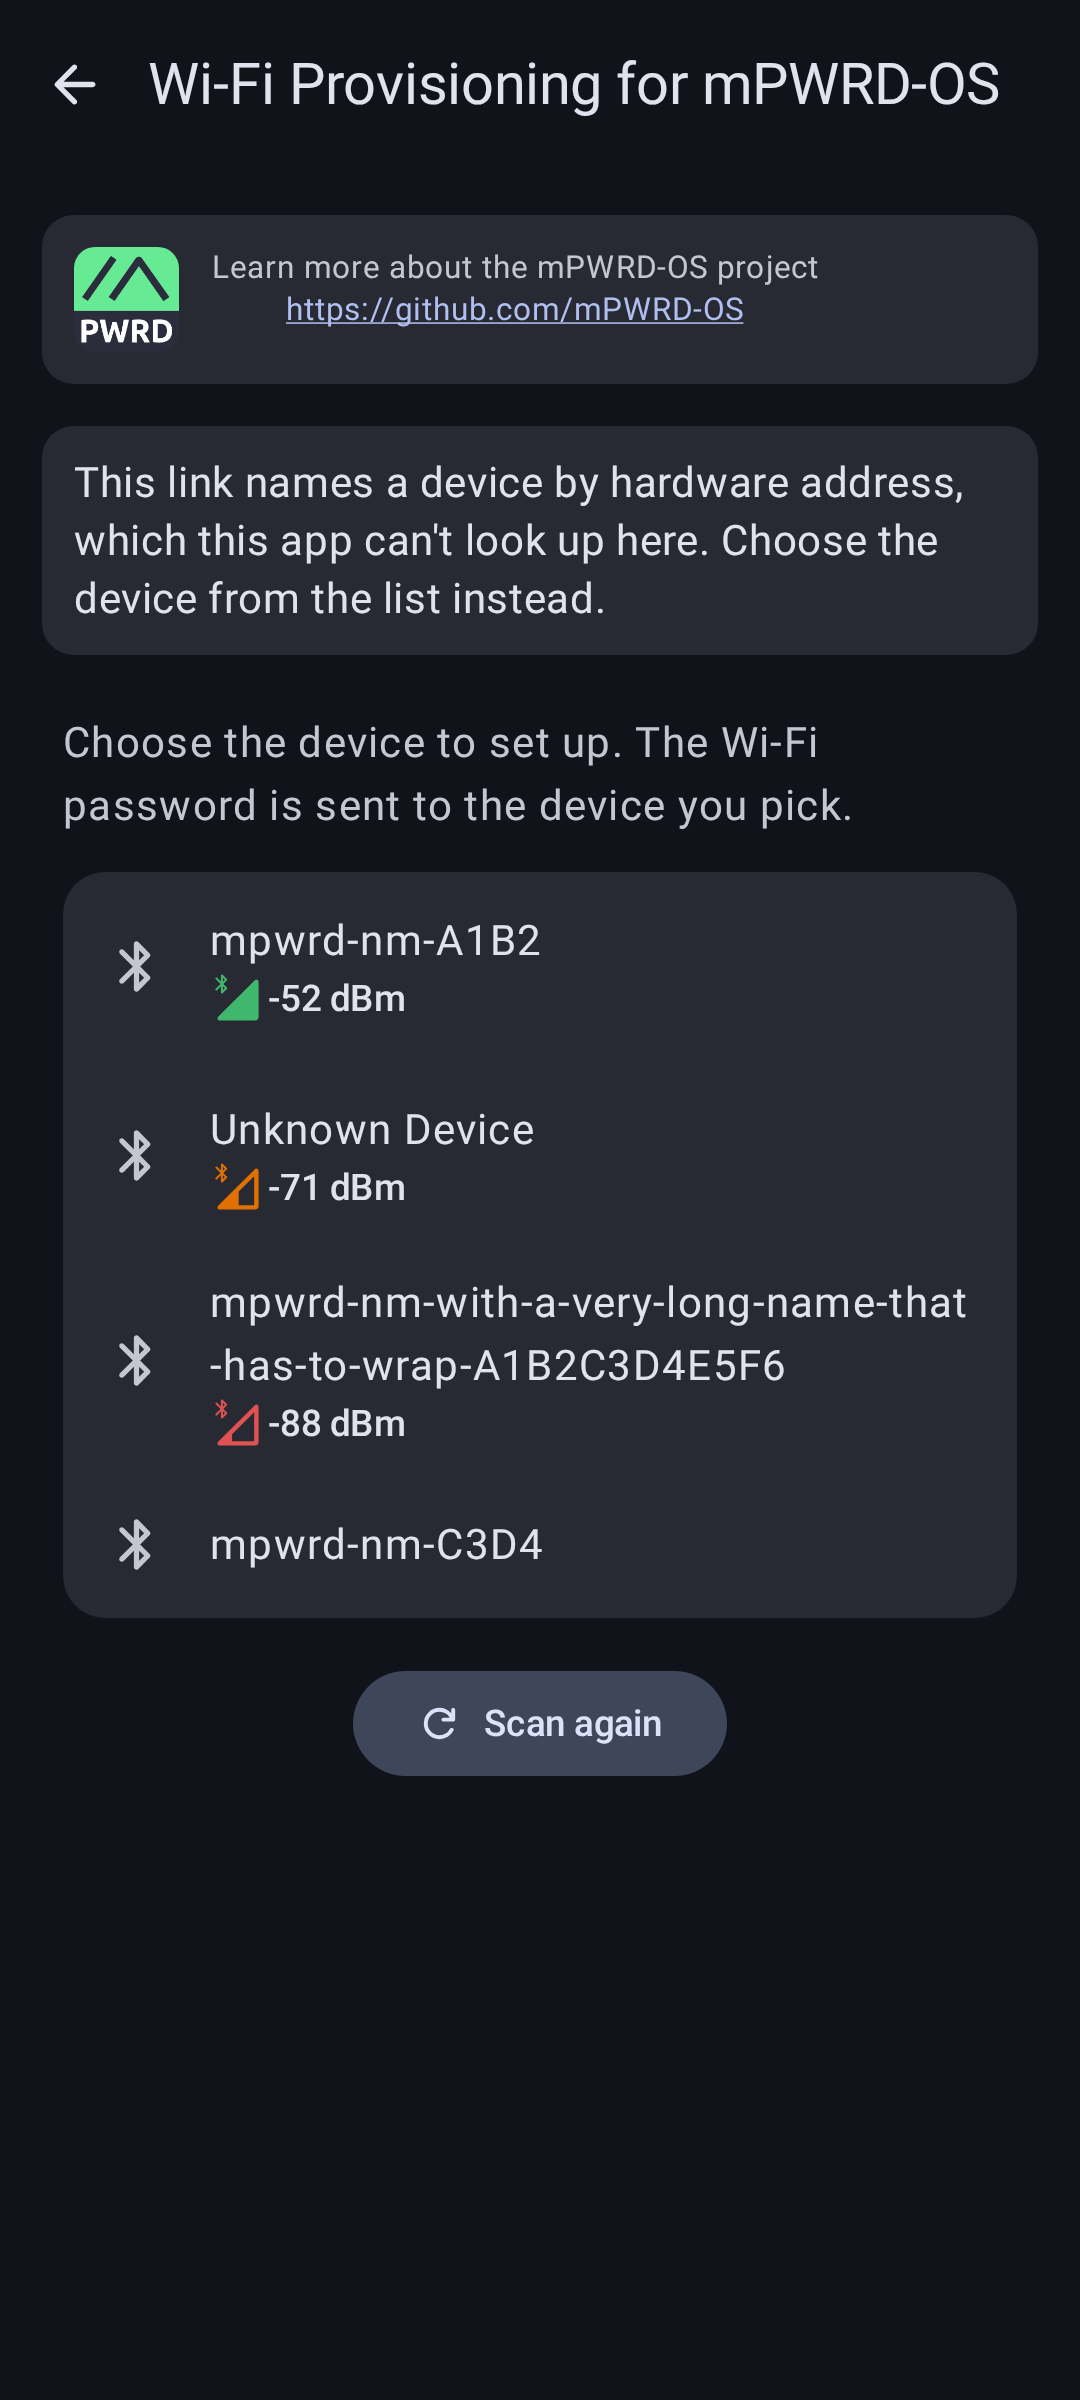 Wi-Fi Provisioning for mPWRD-OS
Learn more about the mPWRD-OS project
https://github.com/mPWRD-OS
PWRD
This link names a device by hardware address,
which this app can't look up here. Choose the
device from the list instead.
Choose the device to set up. The Wi-Fi
password is sent to the device you pick.
mpwrd-nm-A1B2
-52 dBm
Unknown Device
-71 dBm
mpwrd-nm-with-a-very-long-name-that
-has-to-wrap-A1B2C3D4E5F6
-88 dBm
mpwrd-nm-C3D4
Scan again